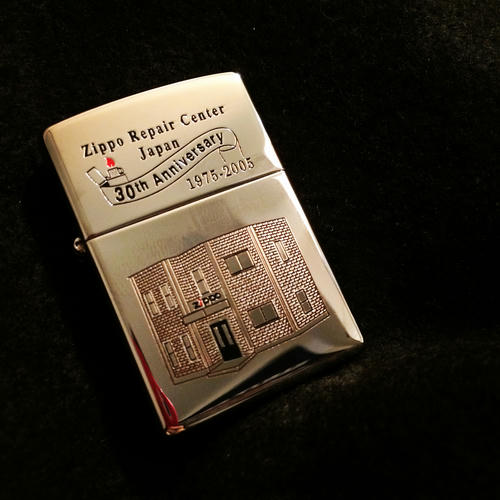 Zippo Repair Center
Japan
30th Anniversary
1975-2005
zippo